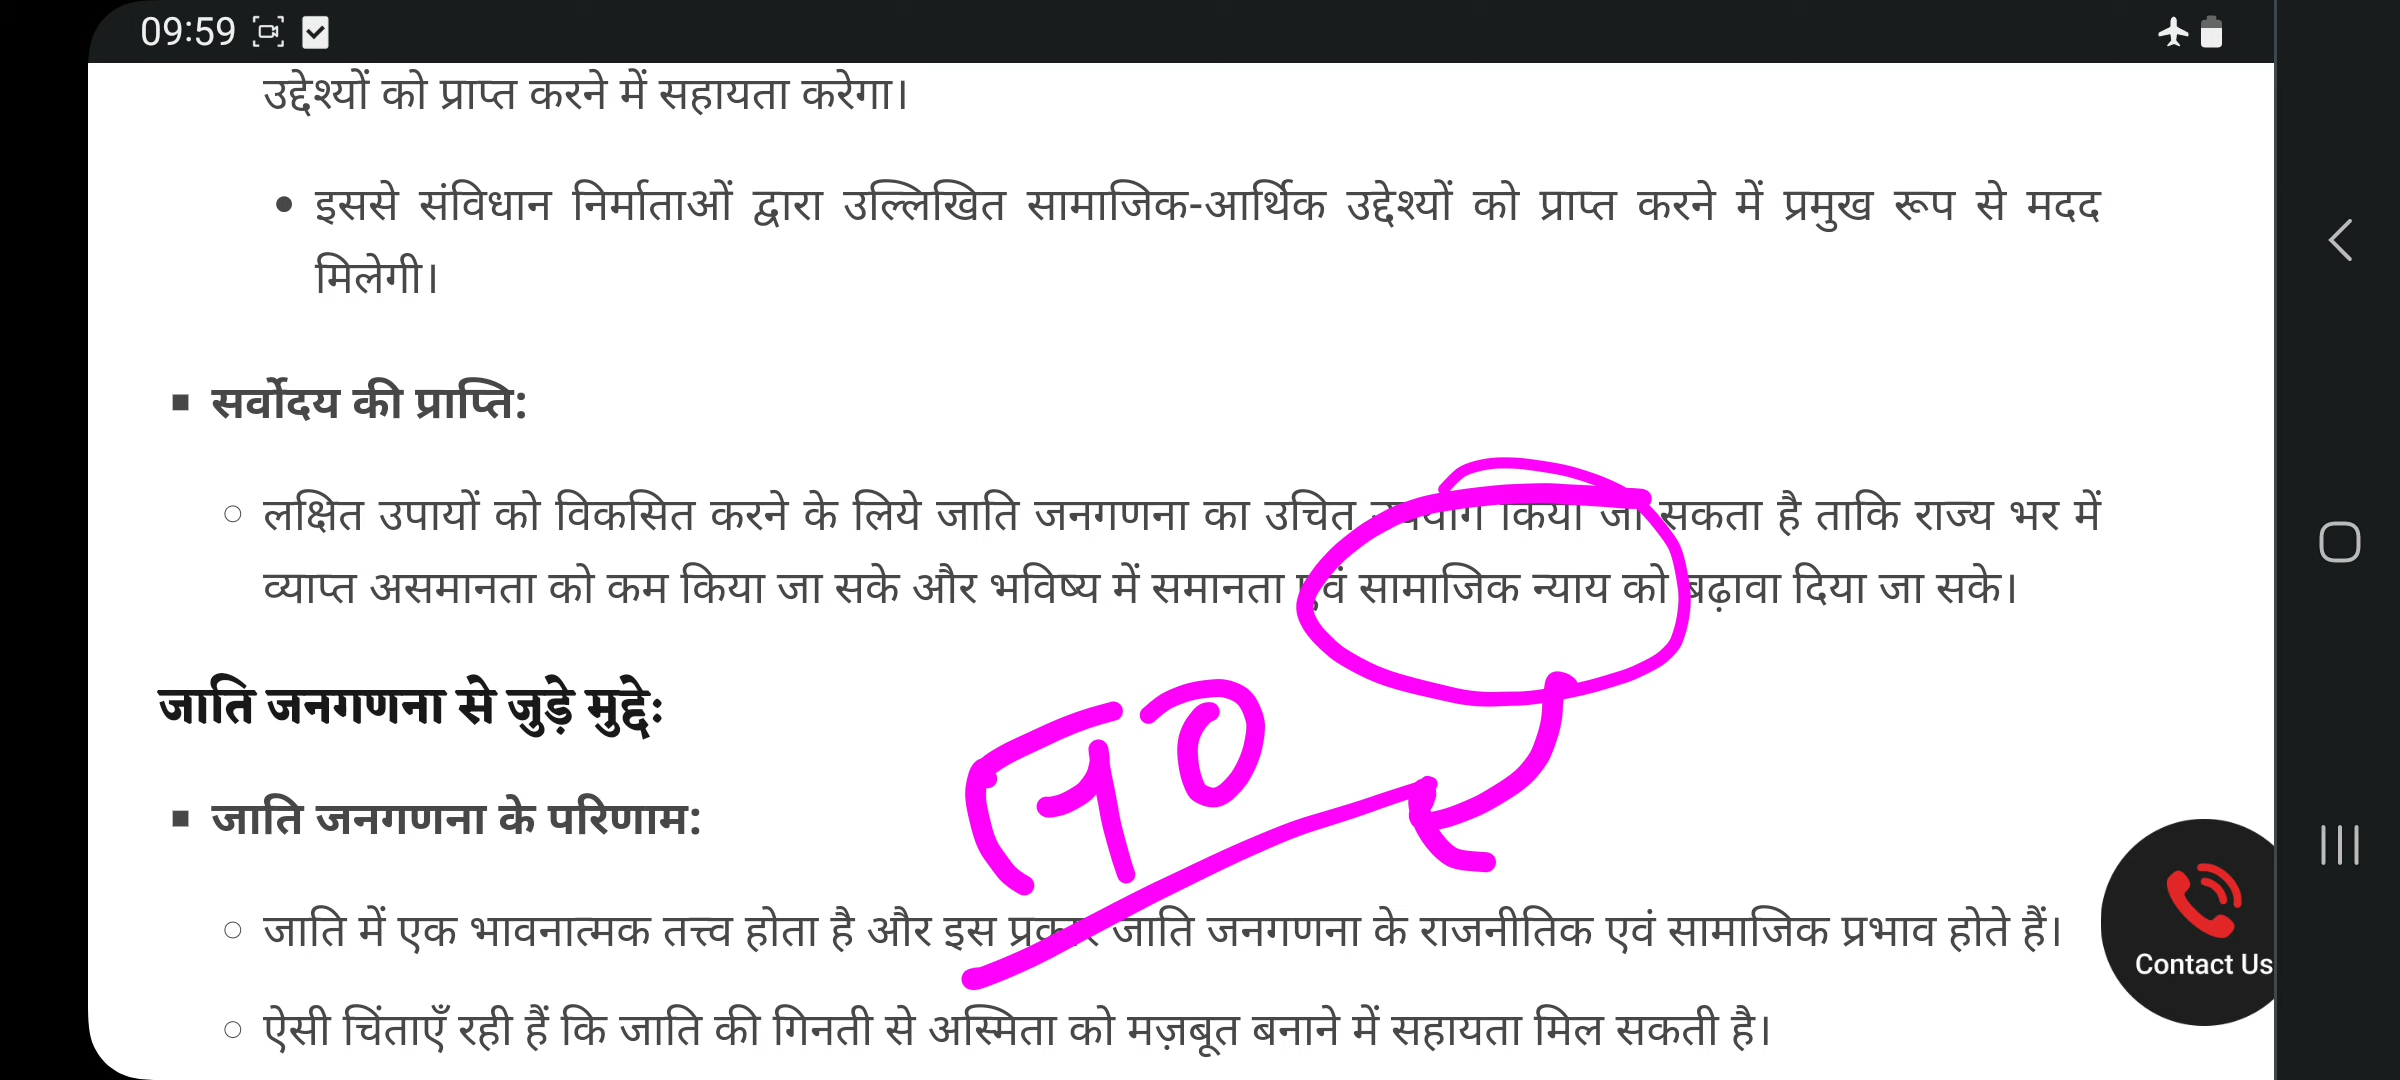 09:59
उद्देश्यों को प्राप्त करने में सहायता करेगा।
• इससे संविधान निर्माताओं द्वारा उल्लिखित सामाजिक-आर्थिक उद्देश्यों को प्राप्त करने में प्रमुख रूप से मदद
मिलेगी।
▪ सर्वोदय की प्राप्ति:
○ लक्षित उपायों को विकसित करने के लिये जाति जनगणना का उचित किया जा सकता है ताकि राज्य भर में
व्याप्त असमानता को कम किया जा सके और भविष्य में समानता एवं सामाजिक न्याय को बढ़ावा दिया जा सके।
जाति जनगणना से जुड़े मुद्दे:
▪ जाति जनगणना के परिणाम:
○ जाति में एक भावनात्मक तत्त्व होता है और इस प्रकार जाति जनगणना के राजनीतिक एवं सामाजिक प्रभाव होते हैं।
Contact Us
○ ऐसी चिंताएँ रही हैं कि जाति की गिनती से अस्मिता को मज़बूत बनाने में सहायता मिल सकती है।